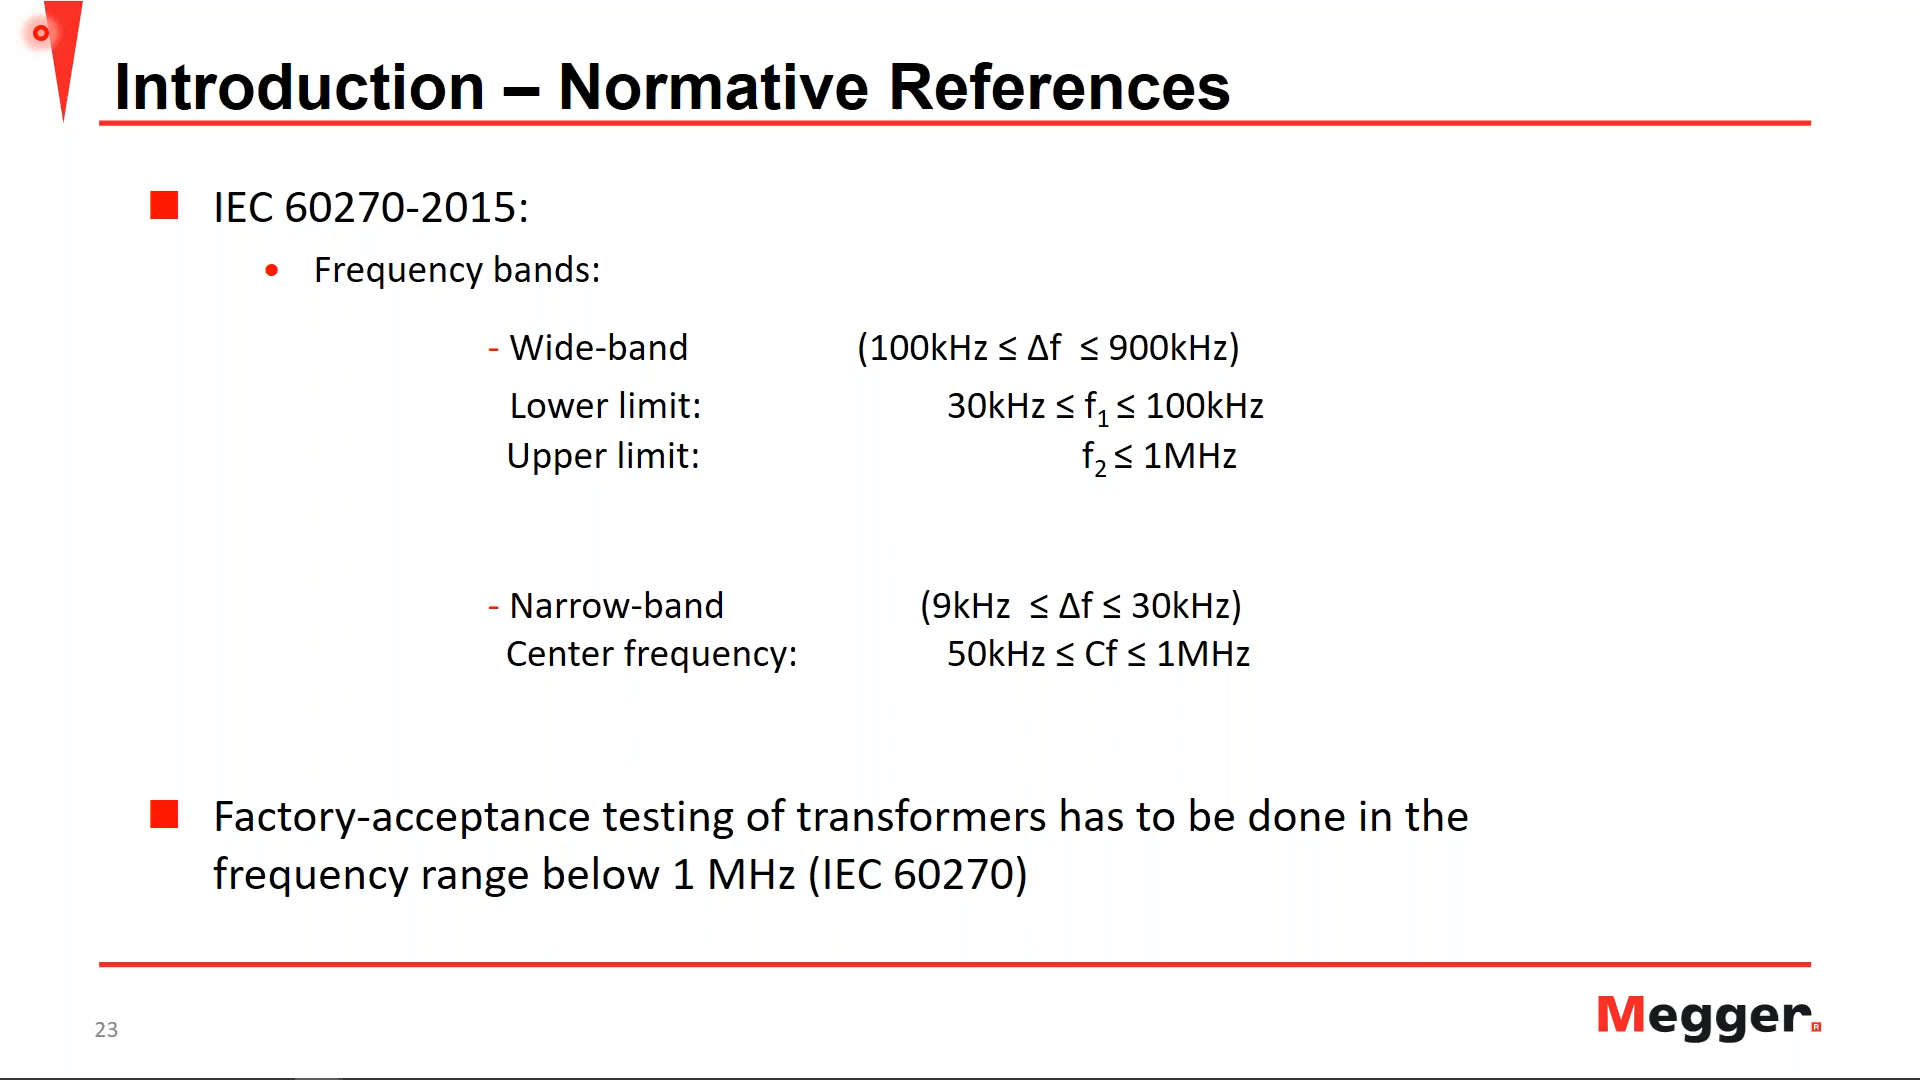 Introduction – Normative References
IEC 60270-2015:
• Frequency bands:
- Wide-band (100kHz ≤ Δf ≤ 900kHz)
Lower limit: 30kHz ≤ f₁ ≤ 100kHz
Upper limit: f₂ ≤ 1MHz
- Narrow-band (9kHz ≤ Δf ≤ 30kHz)
Center frequency: 50kHz ≤ Cf ≤ 1MHz
Factory-acceptance testing of transformers has to be done in the
frequency range below 1 MHz (IEC 60270)
23
Megger®